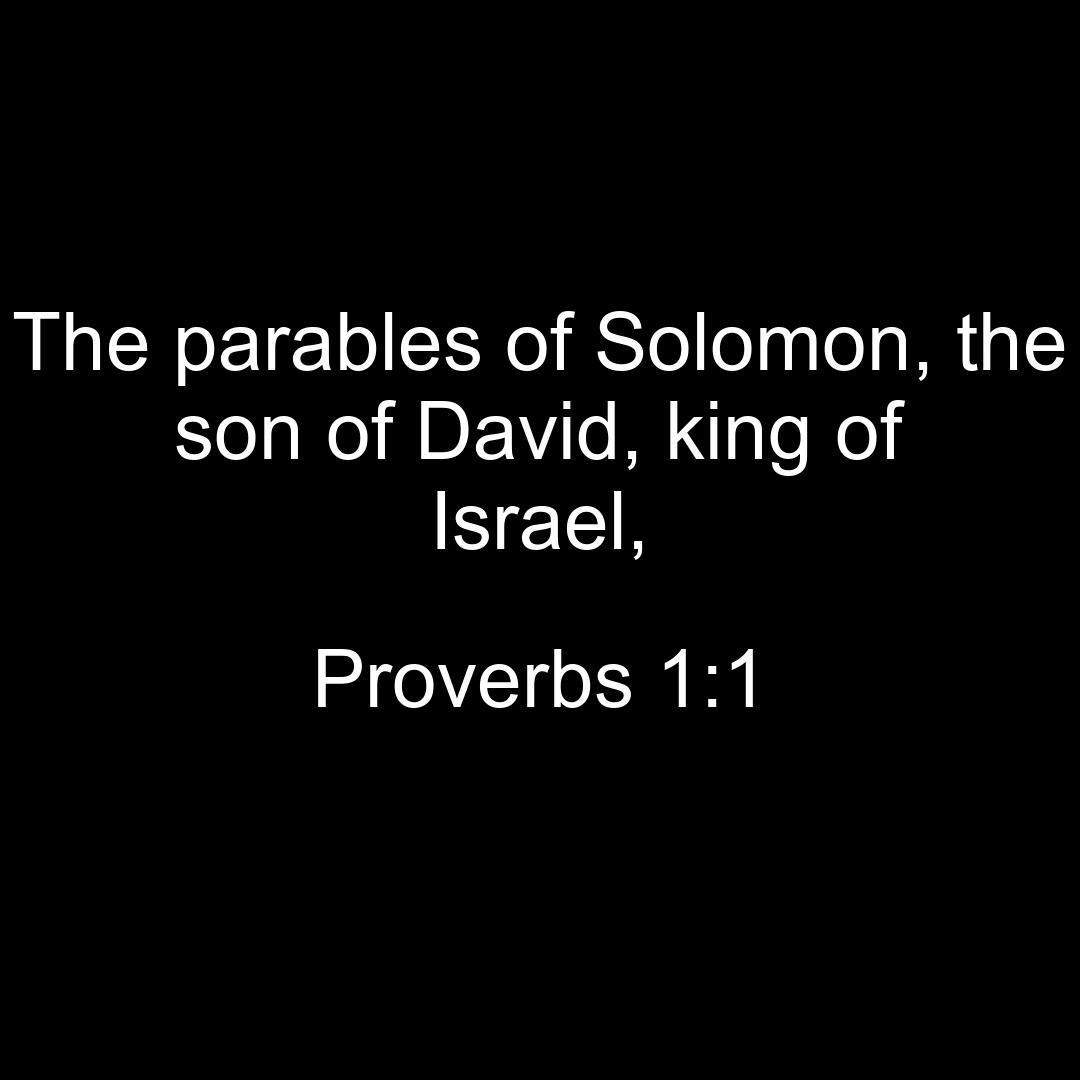 The parables of Solomon, the
son of David, king of
Israel,
Proverbs 1:1